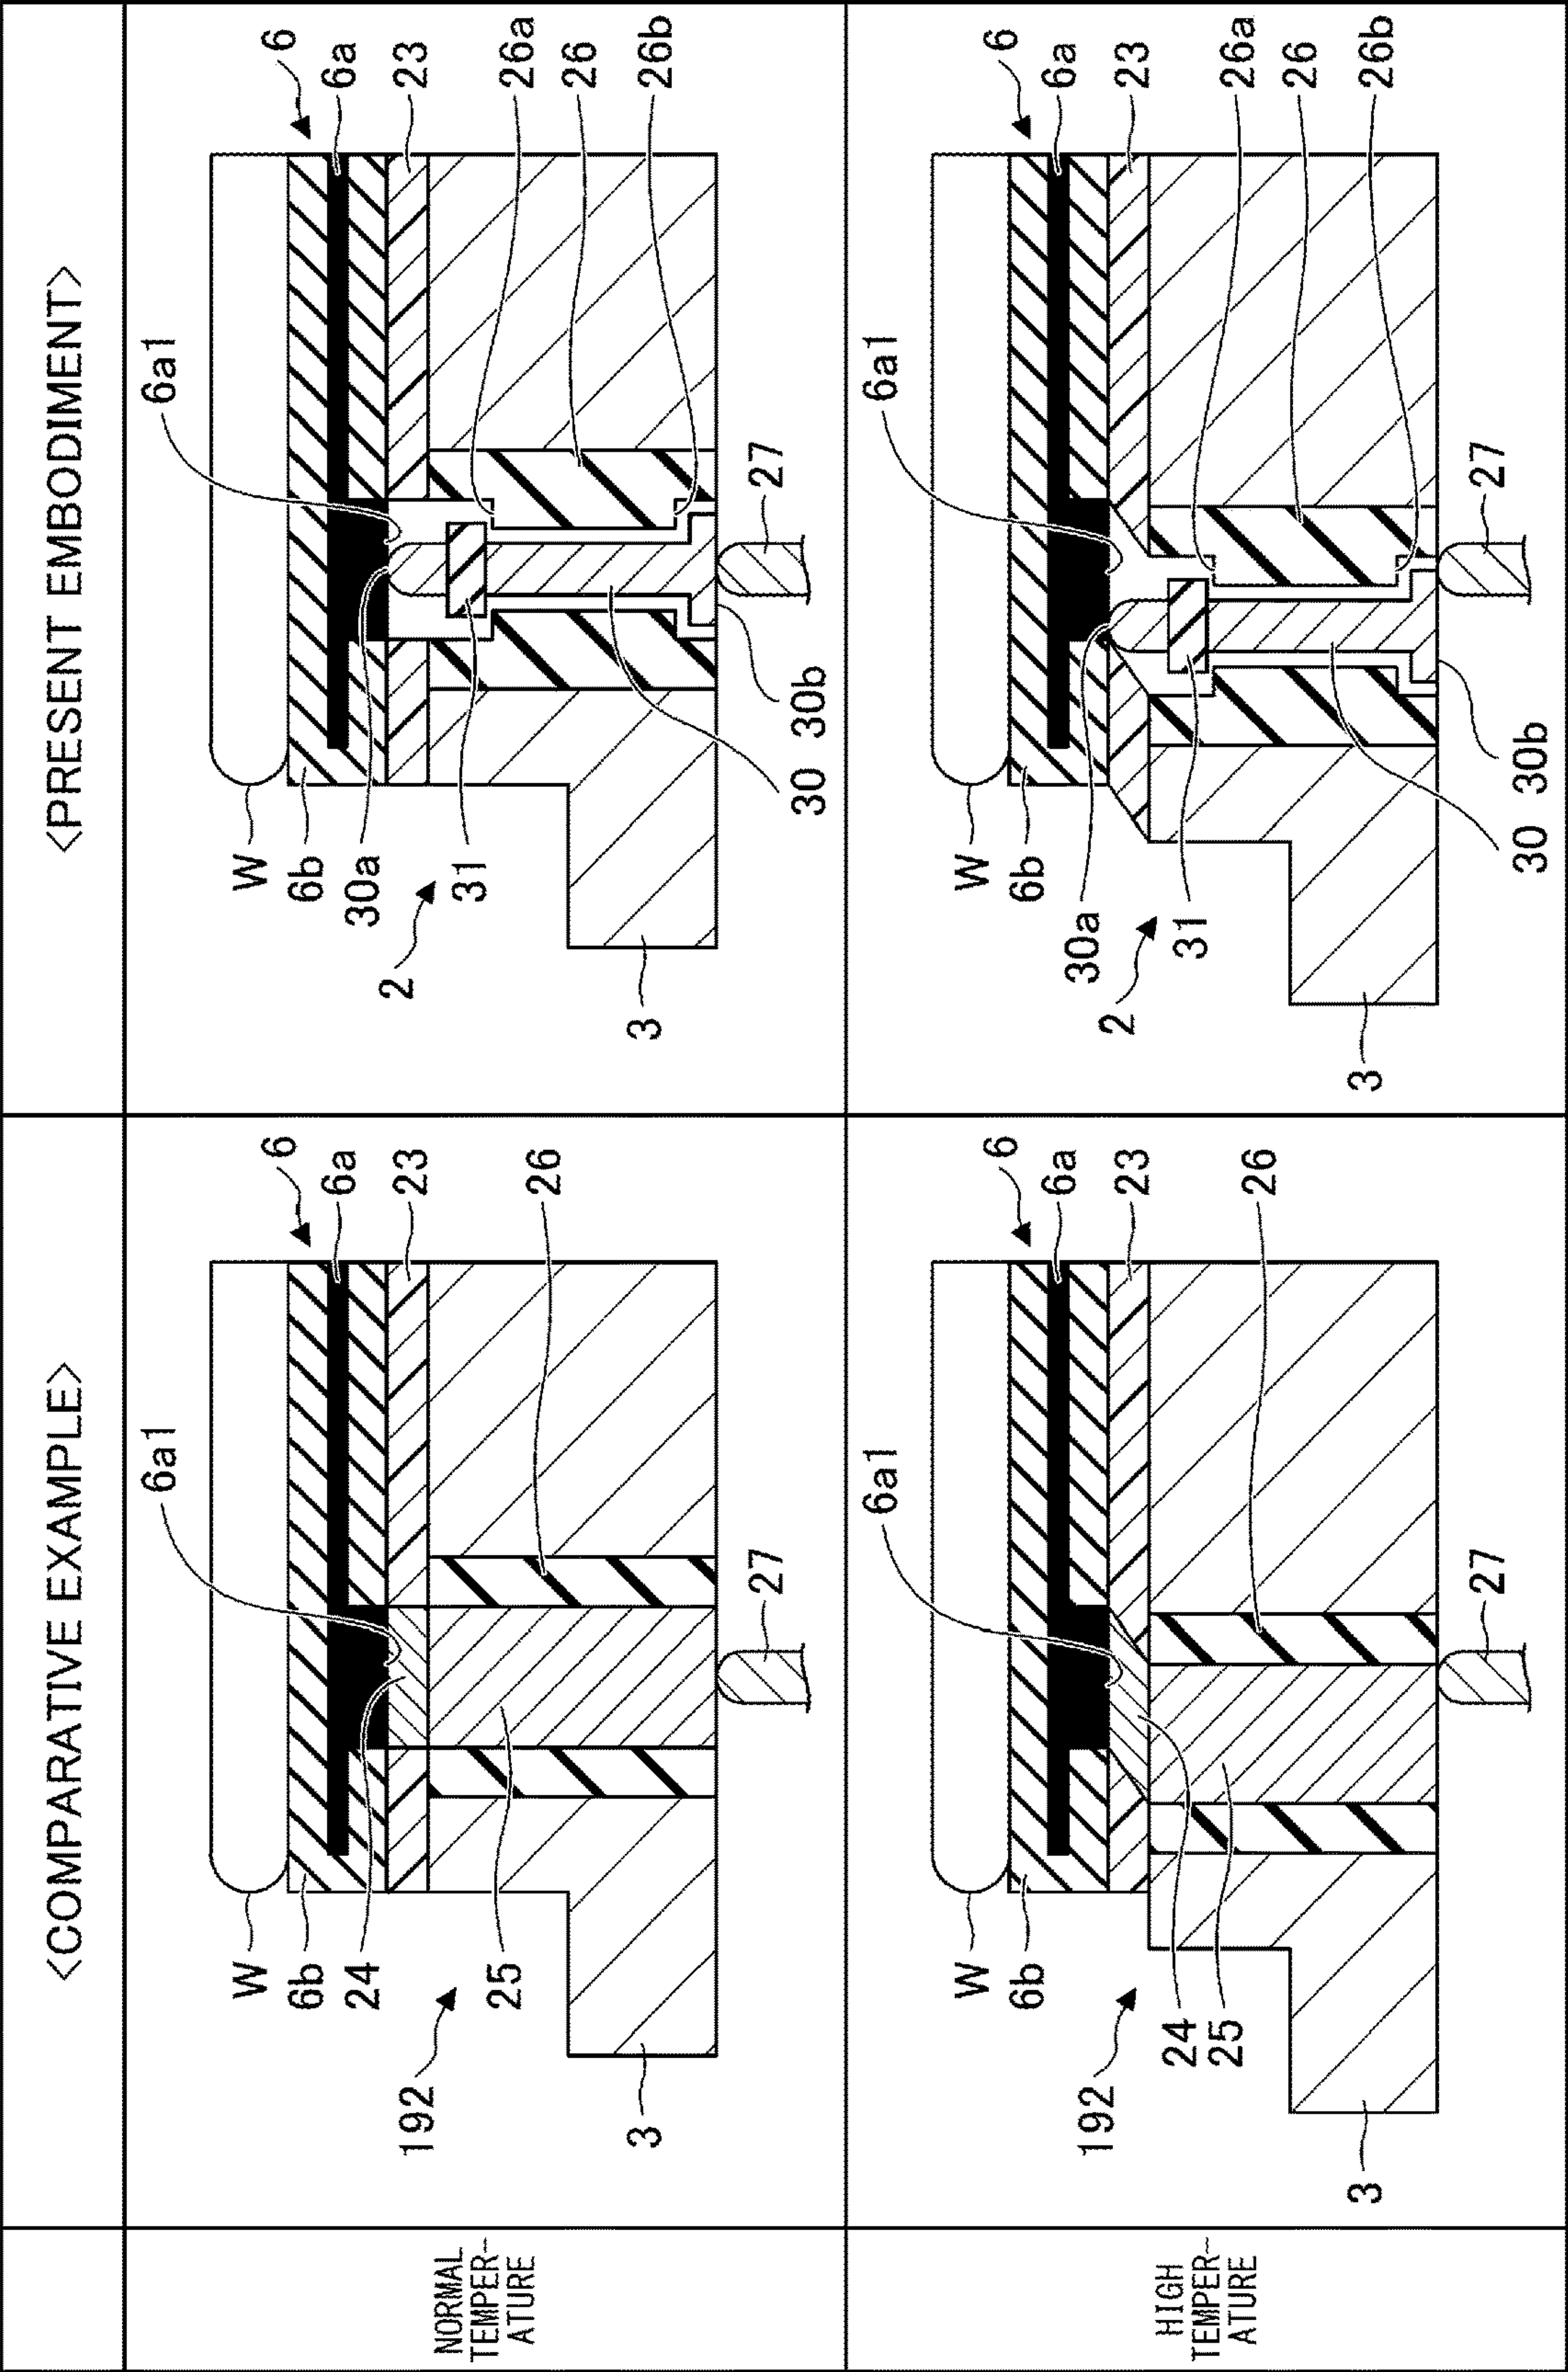 <COMPARATIVE EXAMPLE>
<PRESENT EMBODIMENT>
NORMAL
TEMPER-
ATURE
6a1
W
6
6b
6a
24
23
192
25
26
3
27
6a1
W
6
6b
6a
30a
23
2
31
26a
26
3
26b
27
30
30b
HIGH
TEMPER-
ATURE
6a1
W
6
6b
6a
192
23
24
25
26
3
27
6a1
W
6
6b
6a
30a
23
2
31
26a
26
3
26b
27
30
30b